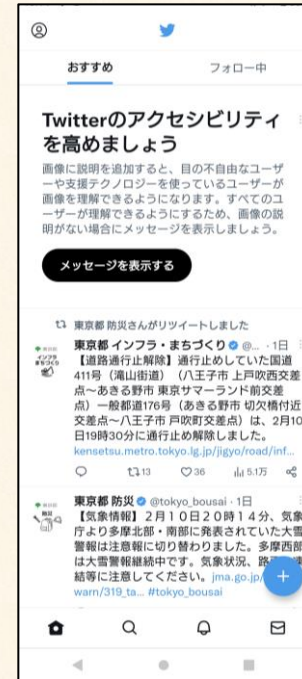 おすすめ フォロー中
Twitterのアクセシビリティ
を高めましょう
画像に説明を追加すると、目の不自由なユーザ
ーや支援テクノロジーを使っているユーザーが
画像を理解できるようになります。すべてのユ
ーザーが理解できるようにするため、画像の説
明がない場合にメッセージを表示しましょう。
メッセージを表示する
東京都 防災さんがリツイートしました
東京都 インフラ・まちづくり @... ·1日
【道路通行止解除】通行止めしていた国道
411号（滝山街道）（八王子市 上戸吹西交差
点～あきる野市 東京サマーランド前交差
点）一般都道176号（あきる野市 切欠橋付近
交差点～八王子市 戸吹町交差点）は、2月10
日19時30分に通行止め解除しました。
kensetsu.metro.tokyo.lg.jp/jigyo/road/inf...
13 36 5.1万
東京都 防災 @tokyo_bousai · 1日
【気象情報】２月１０日２０時１４分、気象
庁より多摩北部・南部に発表されていた大雪
警報は注意報に切り替わりました。多摩西部
は大雪警報継続中です。気象状況、路
結等に注意してください。jma.go.jp/
warn/319_ta... #tokyo_bousai